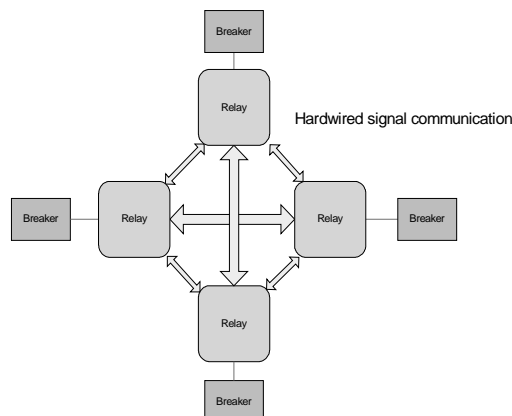 Breaker
Relay
Hardwired signal communication
Breaker
Relay
Relay
Breaker
Relay
Breaker